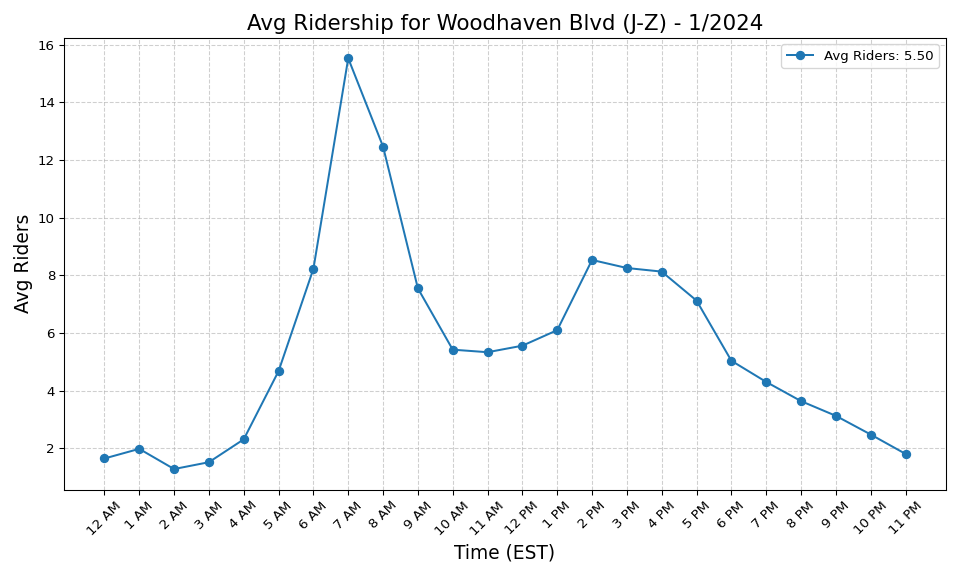 Avg Ridership for Woodhaven Blvd (J-Z) - 1/2024
Avg Riders: 5.50
Avg Riders
16
14
12
10
8
6
4
2
12 AM
1 AM
2 AM
3 AM
4 AM
5 AM
6 AM
7 AM
8 AM
9 AM
10 AM
11 AM
12 PM
1 PM
2 PM
3 PM
4 PM
5 PM
6 PM
7 PM
8 PM
9 PM
10 PM
11 PM
Time (EST)